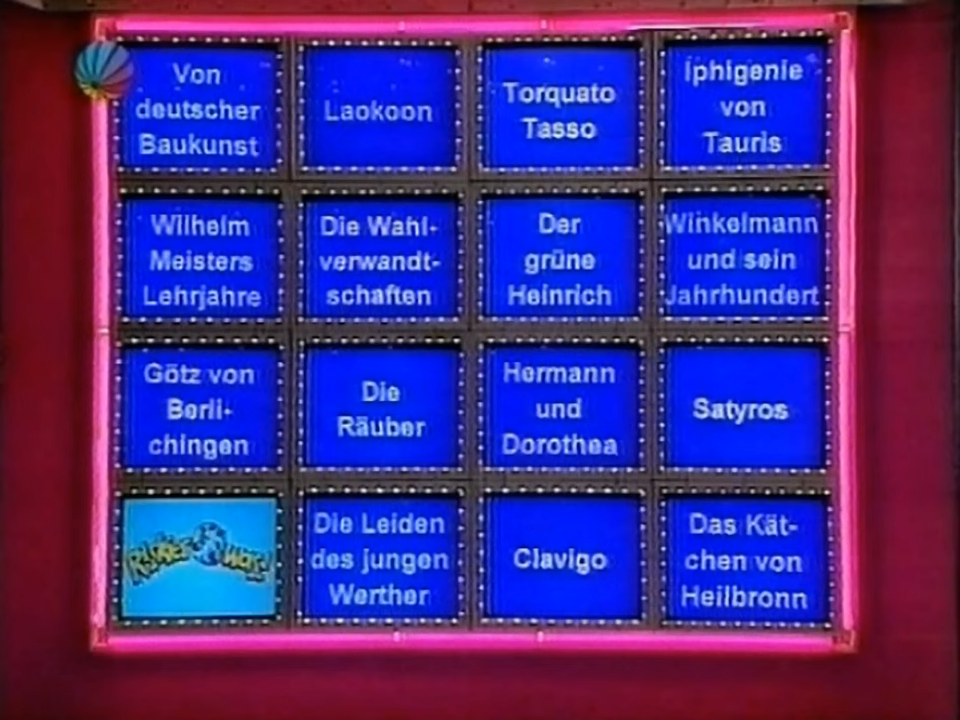 Von
deutscher
Baukunst
Laokoon
Torquato
Tasso
Iphigenie
von
Tauris
Wilhelm
Meisters
Lehrjahre
Die Wahl-
verwandt-
schaften
Der
grüne
Heinrich
Winkelmann
und sein
Jahrhundert
Götz von
Berli-
chingen
Die
Räuber
Hermann
und
Dorothea
Satyros
Riskier Was!
Die Leiden
des jungen
Werther
Clavigo
Das Kät-
chen von
Heilbronn